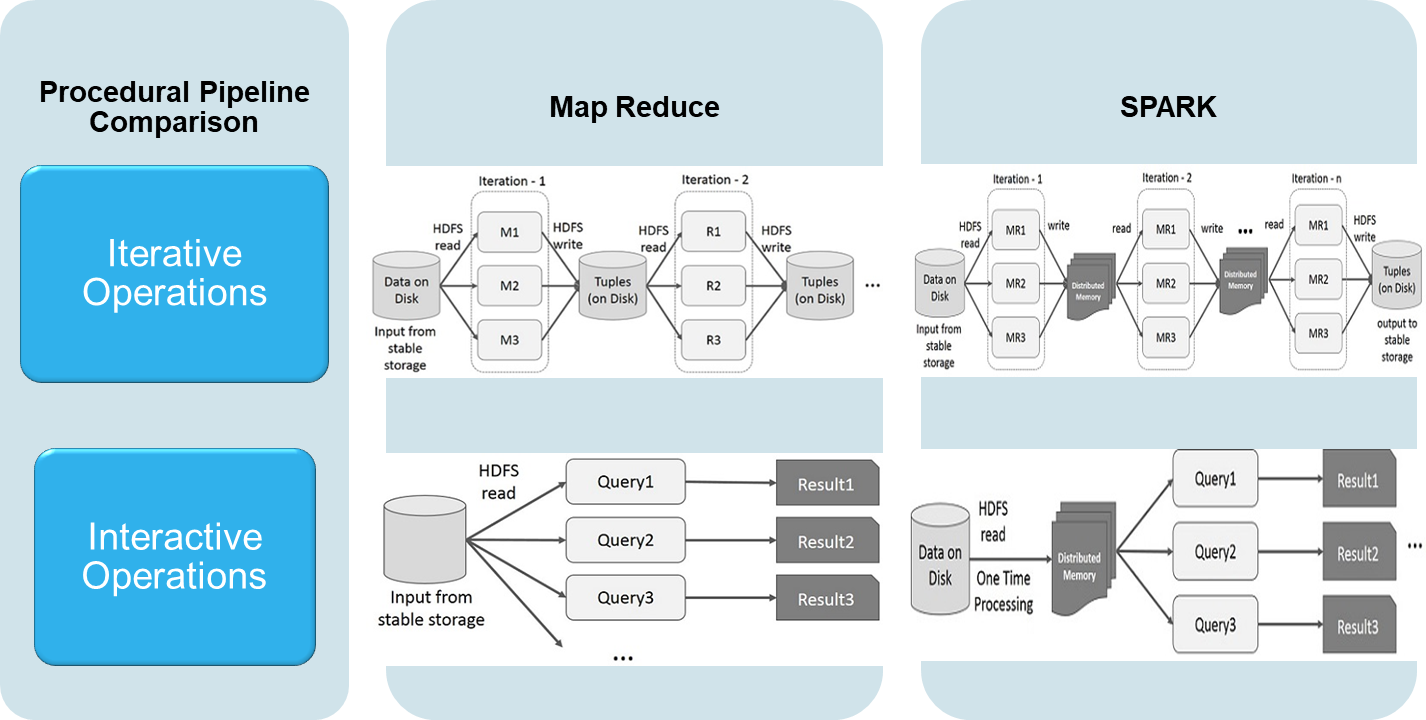 Procedural Pipeline
Comparison
Iterative
Operations
Interactive
Operations
Map Reduce
Iteration - 1
Iteration - 2
HDFS
read
M1
M2
M3
HDFS
write
HDFS
read
R1
R2
R3
HDFS
write
Data on
Disk
Input from
stable
storage
Tuples
(on Disk)
Tuples
(on Disk)
...
HDFS
read
Input from
stable storage
Query1
Result1
Query2
Result2
Query3
Result3
...
SPARK
Iteration - 1
Iteration - 2
Iteration - n
HDFS
read
MR1
MR2
MR3
write
read
MR1
MR2
MR3
write
...
read
MR1
MR2
MR3
HDFS
write
Data on
Disk
Input from
stable
storage
Distributed
Memory
Distributed
Memory
Tuples
(on Disk)
output to
stable
storage
Data on
Disk
HDFS
read
One Time
Processing
Distributed
Memory
Query1
Result1
Query2
Result2
...
Query3
Result3